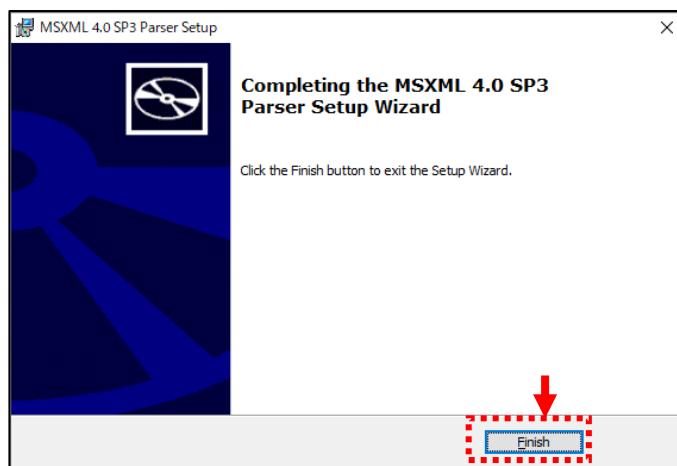 MSXML 4.0 SP3 Parser Setup
Completing the MSXML 4.0 SP3
Parser Setup Wizard
Click the Finish button to exit the Setup Wizard.
Finish